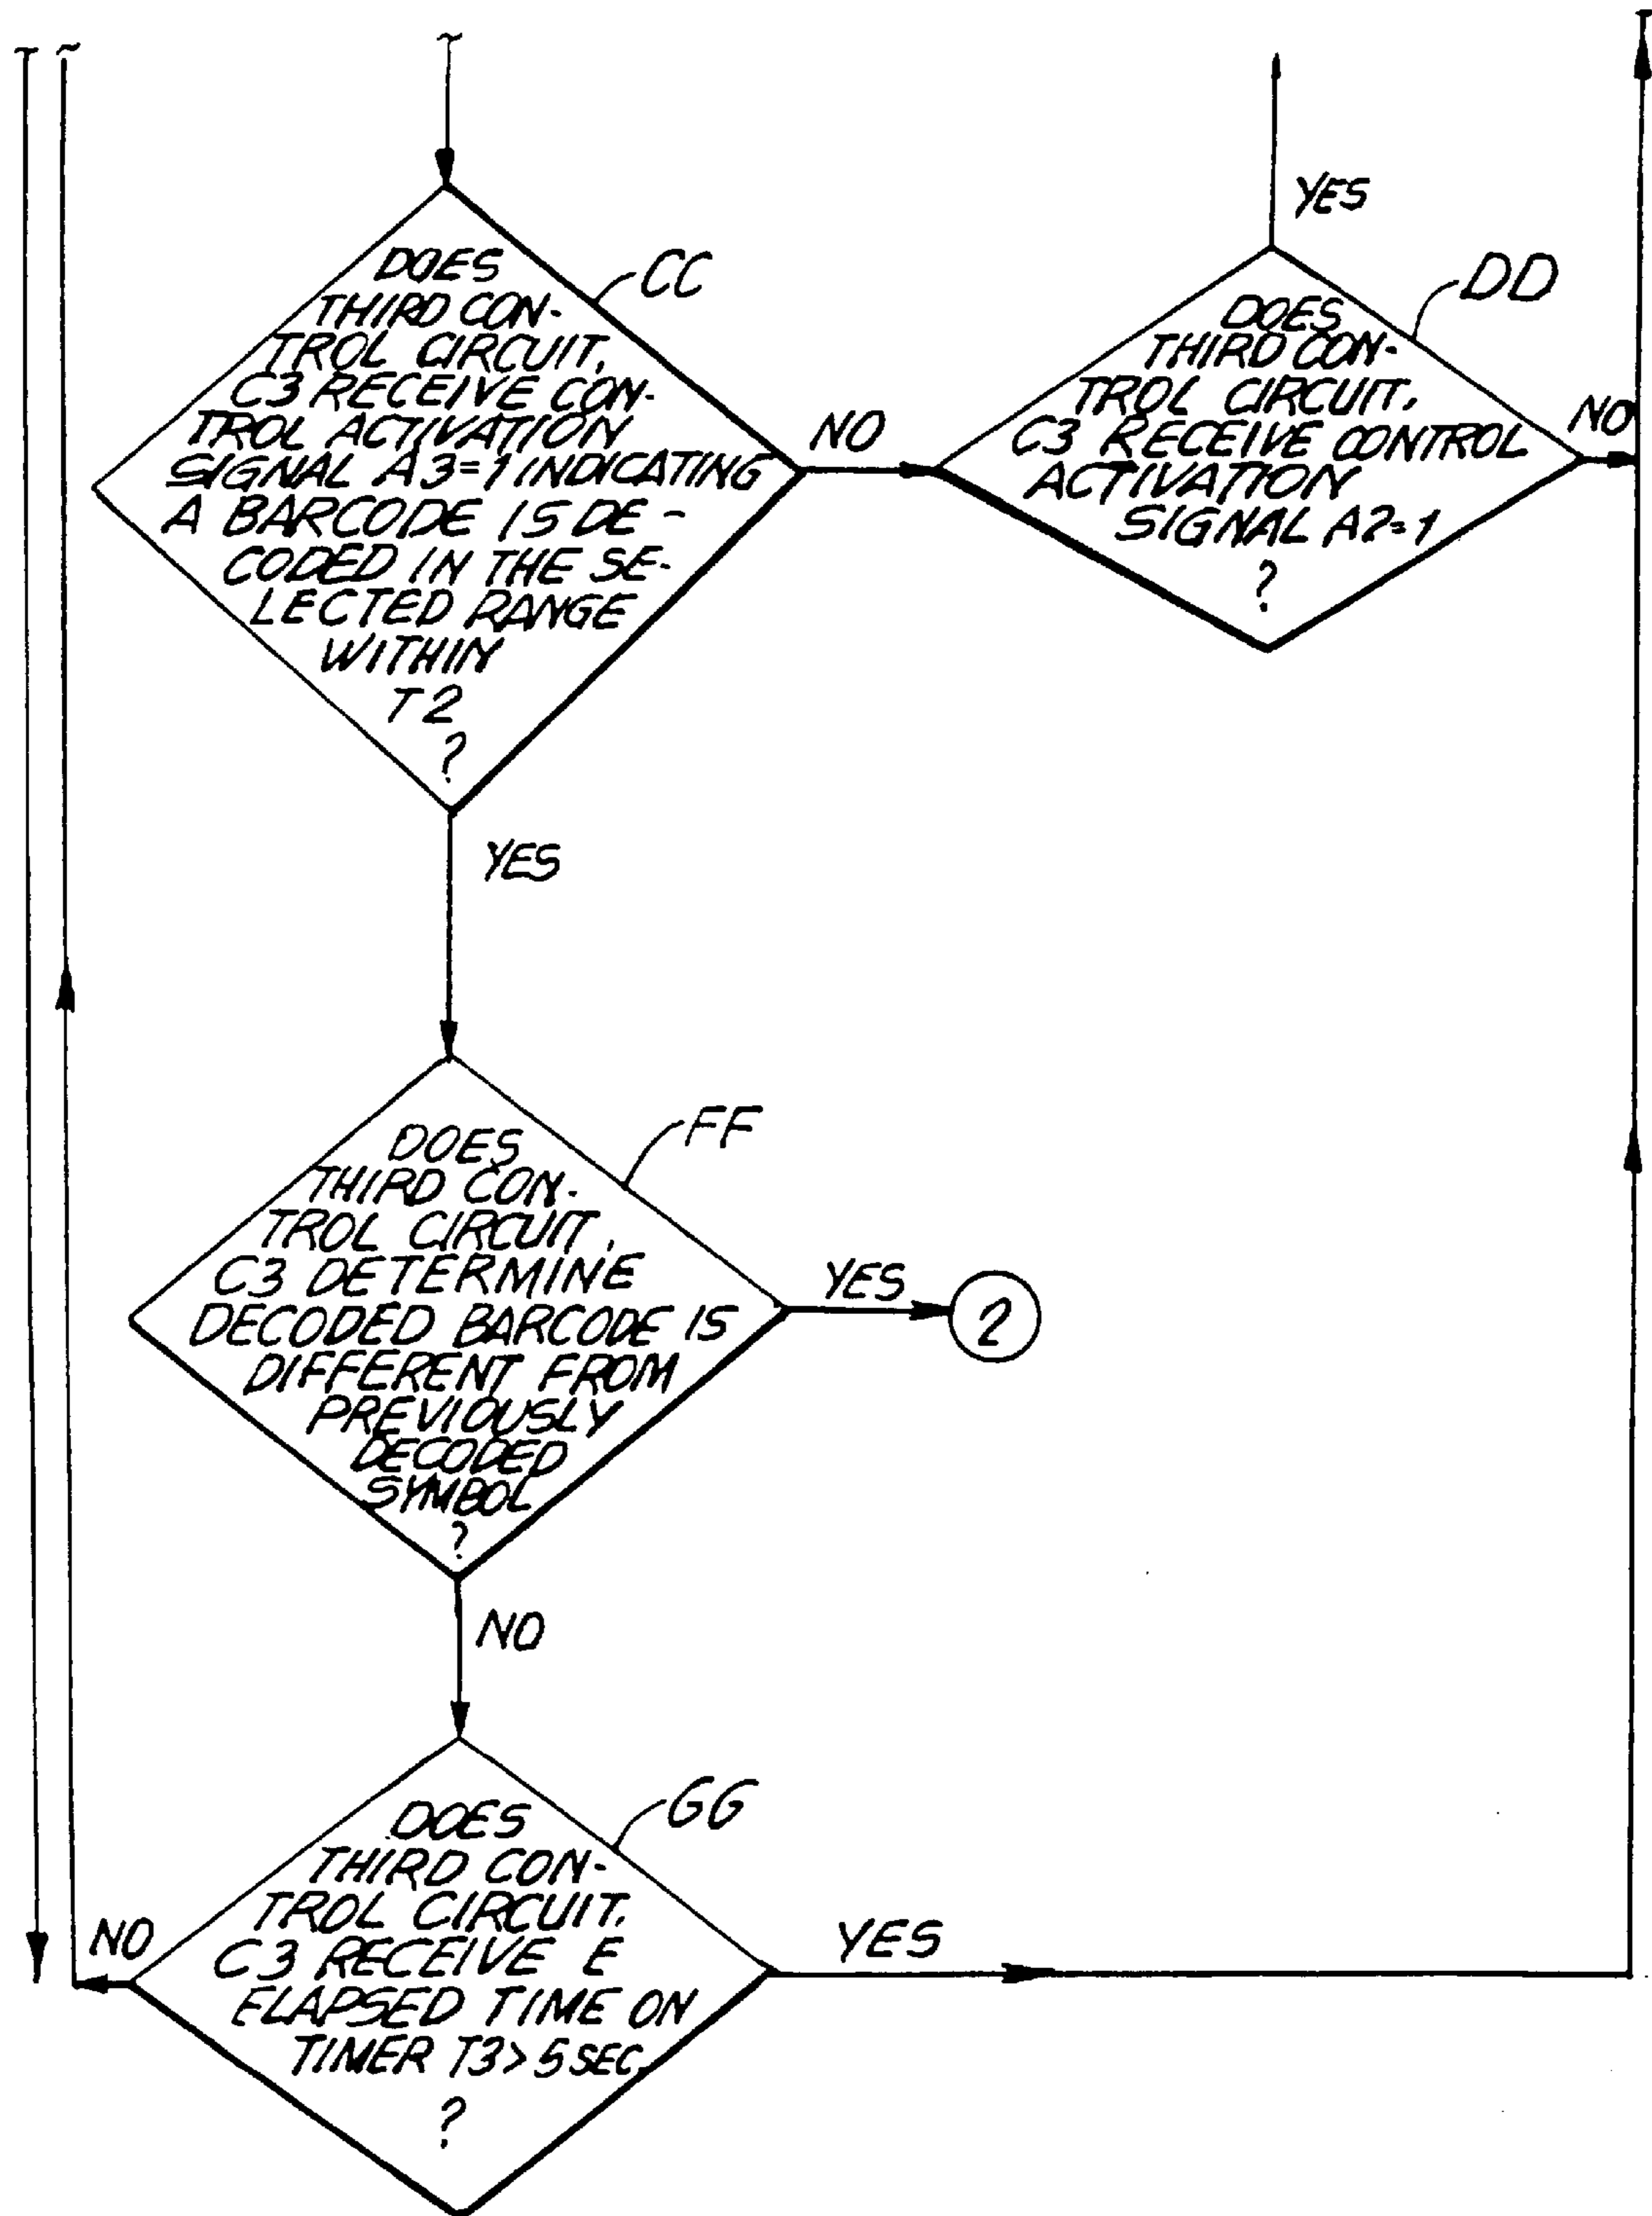 DOES
THIRD CON-
TROL CIRCUIT,
C3 RECEIVE CON-
TROL ACTIVATION
SIGNAL A3=1 INDICATING
A BARCODE IS DE-
CODED IN THE SE-
LECTED RANGE
WITHIN
T2
?
CC
NO
YES
YES
DOES
THIRD CON-
TROL CIRCUIT,
C3 RECEIVE CONTROL
ACTIVATION
SIGNAL A2=1
?
DD
NO
DOES
THIRD CON-
TROL CIRCUIT,
C3 DETERMINE
DECODED BARCODE IS
DIFFERENT FROM
PREVIOUSLY
DECODED
SYMBOL
?
FF
YES
2
NO
DOES
THIRD CON-
TROL CIRCUIT,
C3 RECEIVE E
ELAPSED TIME ON
TIMER T3>5SEC
?
GG
NO
YES